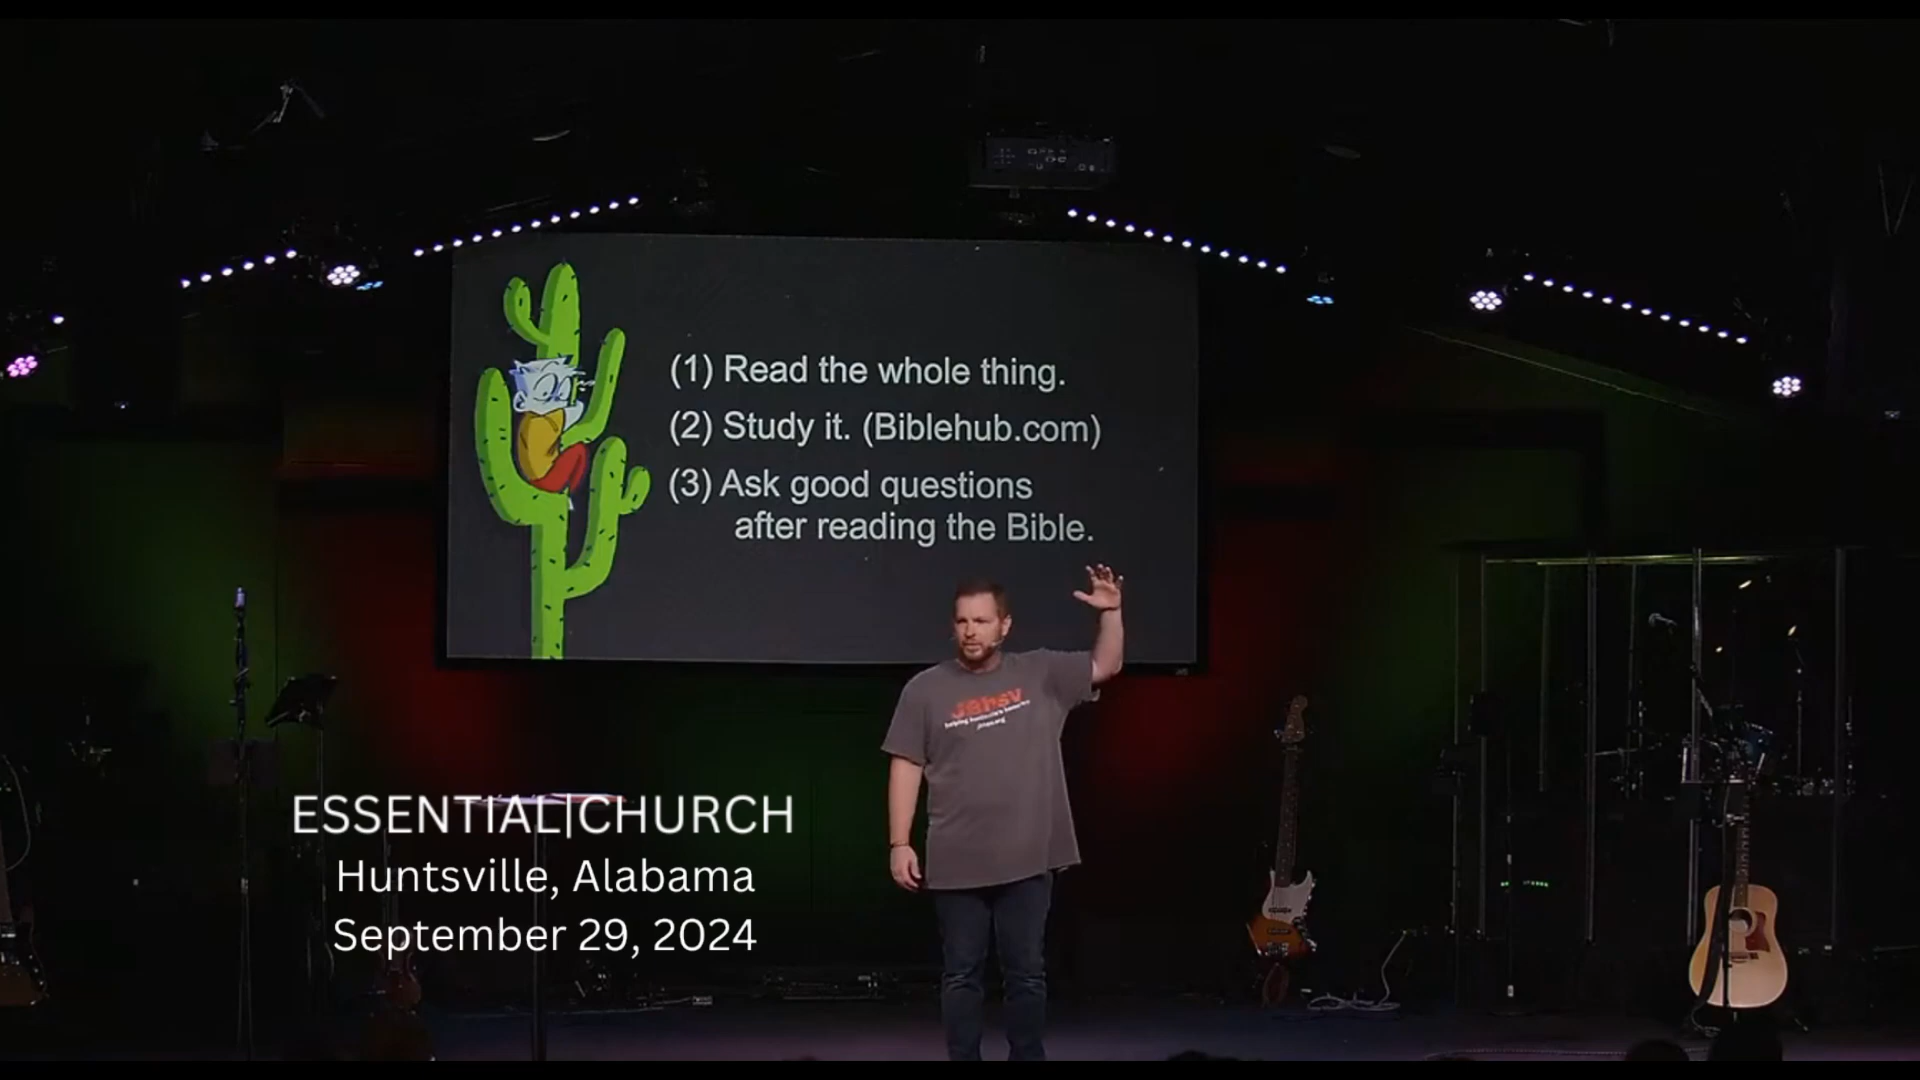 (1) Read the whole thing.
(2) Study it. (Biblehub.com)
(3) Ask good questions
after reading the Bible.
ESSENTIAL|CHURCH
Huntsville, Alabama
September 29, 2024